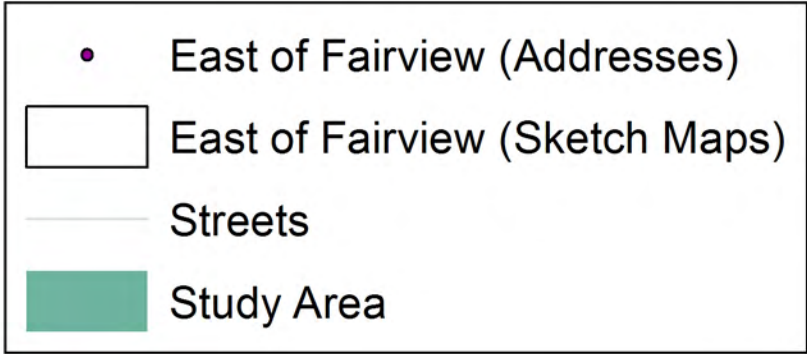 East of Fairview (Addresses)
East of Fairview (Sketch Maps)
Streets
Study Area